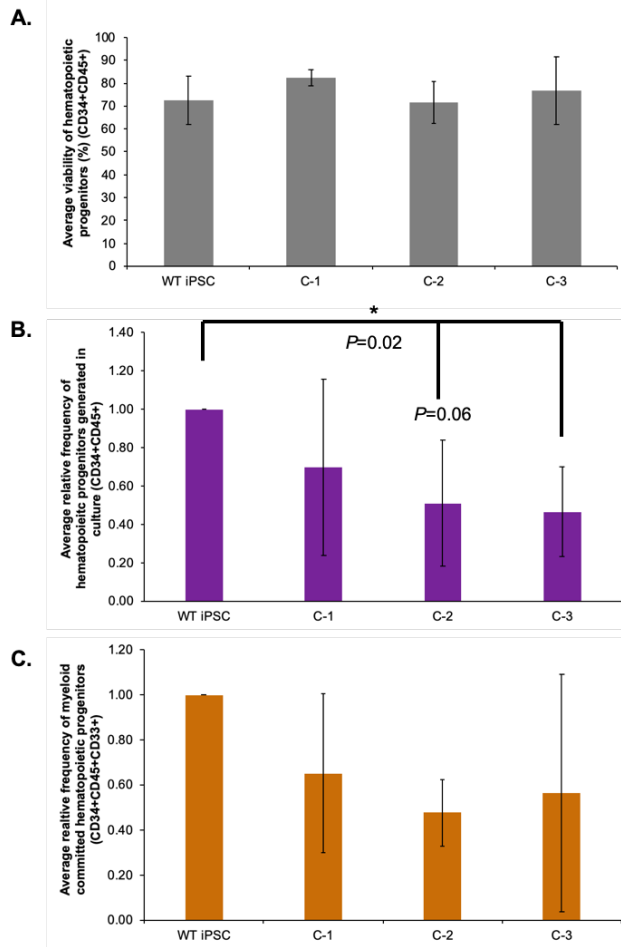 A.
Average viability of hematopoietic
progenitors (%) (CD34+CD45+)
100
90
80
70
60
50
40
30
20
10
0
WT iPSC C-1 C-2 C-3
B.
*
P=0.02
P=0.06
Average relative frequency of
hematopoieitc progenitors generated in
culture (CD34+CD45+)
1.40
1.20
1.00
0.80
0.60
0.40
0.20
0.00
WT iPSC C-1 C-2 C-3
C.
Average realtive frequency of myeloid
committed hematopoietic progenitors
(CD34+CD45+CD33+)
1.20
1.00
0.80
0.60
0.40
0.20
0.00
WT iPSC C-1 C-2 C-3